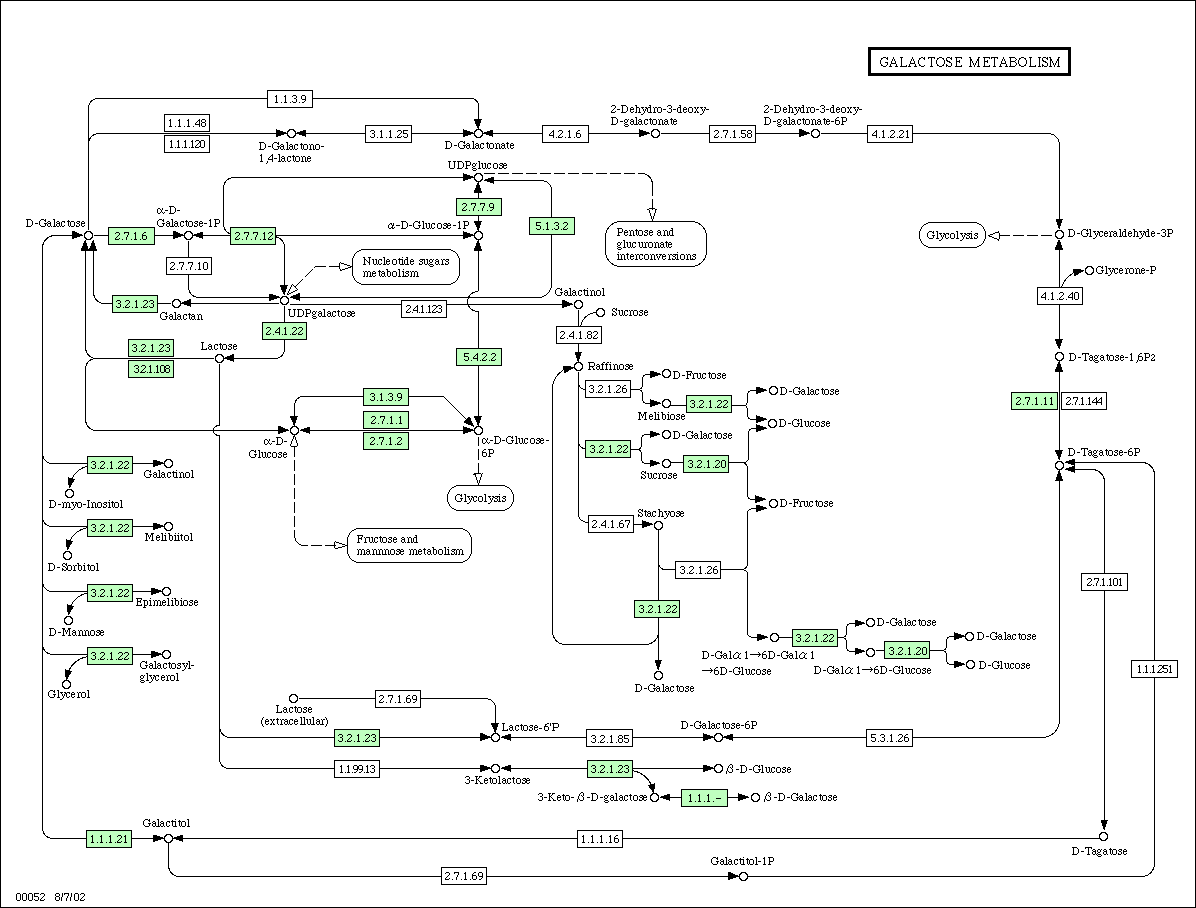 GALACTOSE METABOLISM
1.1.3.9
1.1.1.48
1.1.1.120
D-Galactono-
1,4-lactone
3.1.1.25
D-Galactonate
4.2.1.6
2-Dehydro-3-deoxy-
D-galactonate
2.7.1.58
2-Dehydro-3-deoxy-
D-galactonate-6P
4.1.2.21
UDPglucose
2.7.7.9
5.1.3.2
D-Galactose
2.7.1.6
α-D-
Galactose-1P
2.7.7.12
α-D-Glucose-1P
Pentose and
glucuronate
interconversions
Glycolysis
D-Glyceraldehyde-3P
2.7.7.10
Nucleotide sugars
metabolism
Glycerone-P
4.1.2.40
3.2.1.23
Galactan
UDPgalactose
2.4.1.123
Galactinol
Sucrose
2.4.1.22
2.4.1.82
3.2.1.23
3.2.1.108
Lactose
5.4.2.2
Raffinose
D-Tagatose-1,6P2
3.2.1.26
D-Fructose
Melibiose
3.2.1.22
D-Galactose
D-Glucose
2.7.1.11
2.7.1.144
3.1.3.9
2.7.1.1
2.7.1.2
α-D-
Glucose
α-D-Glucose-
6P
3.2.1.22
D-Galactose
Sucrose
3.2.1.20
D-Tagatose-6P
3.2.1.22
Galactinol
D-myo-Inositol
Glycolysis
D-Fructose
3.2.1.22
Melibiitol
D-Sorbitol
Fructose and
mannnose metabolism
2.4.1.67
Stachyose
3.2.1.26
2.7.1.101
3.2.1.22
Epimelibiose
D-Mannose
3.2.1.22
3.2.1.22
Galactosyl-
glycerol
Glycerol
D-Galα1→6D-Galα1
→6D-Glucose
3.2.1.22
D-Galactose
D-Galα1→6D-Glucose
3.2.1.20
D-Galactose
D-Glucose
D-Galactose
1.1.1.251
Lactose
(extracellular)
2.7.1.69
Lactose-6'P
3.2.1.23
3.2.1.85
D-Galactose-6P
5.3.1.26
1.1.99.13
3-Ketolactose
3.2.1.23
β-D-Glucose
3-Keto-β-D-galactose
1.1.1.-
β-D-Galactose
1.1.1.21
Galactitol
1.1.1.16
D-Tagatose
2.7.1.69
Galactitol-1P
00052 8/7/02